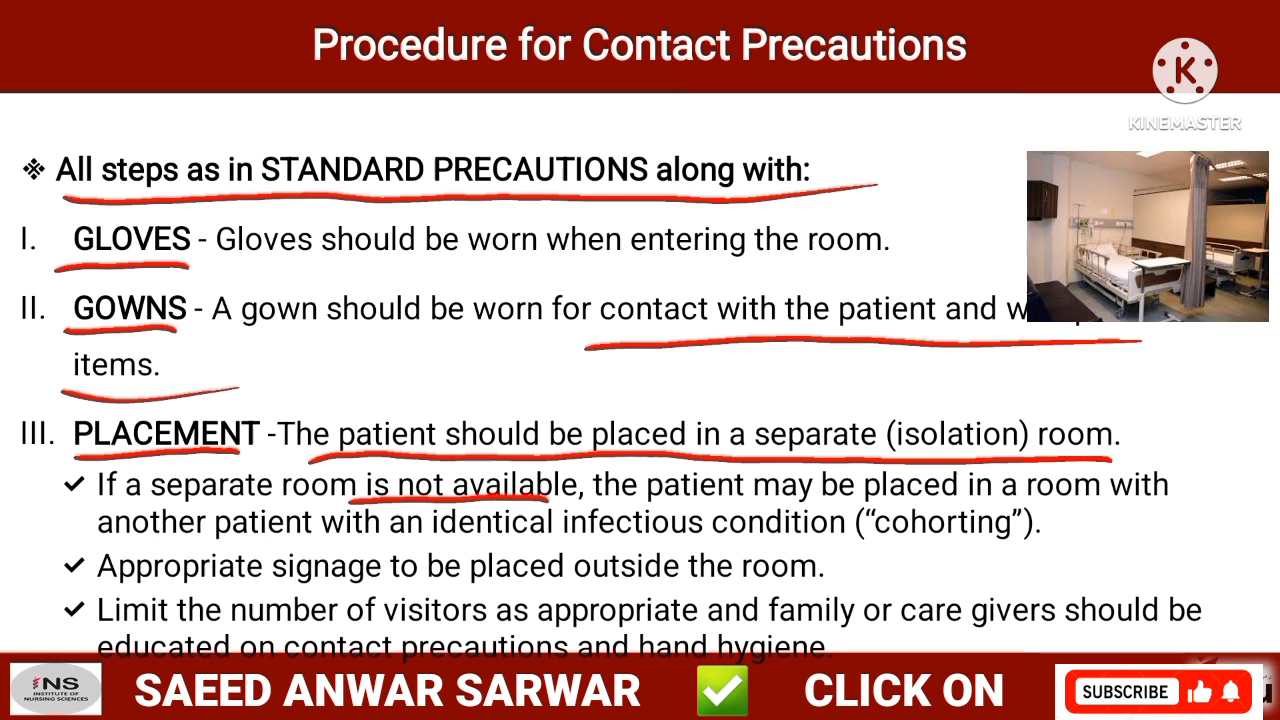 Procedure for Contact Precautions
K
KINEMASTER
❖ All steps as in STANDARD PRECAUTIONS along with:
I. GLOVES - Gloves should be worn when entering the room.
II. GOWNS - A gown should be worn for contact with the patient and
items.
III. PLACEMENT -The patient should be placed in a separate (isolation) room.
✓ If a separate room is not available, the patient may be placed in a room with
another patient with an identical infectious condition (“cohorting”).
✓ Appropriate signage to be placed outside the room.
✓ Limit the number of visitors as appropriate and family or care givers should be
educated on contact precautions and hand hygiene.
iNS
INSTITUTE OF
NURSING SCIENCES
SAEED ANWAR SARWAR ✅ CLICK ON
SUBSCRIBE